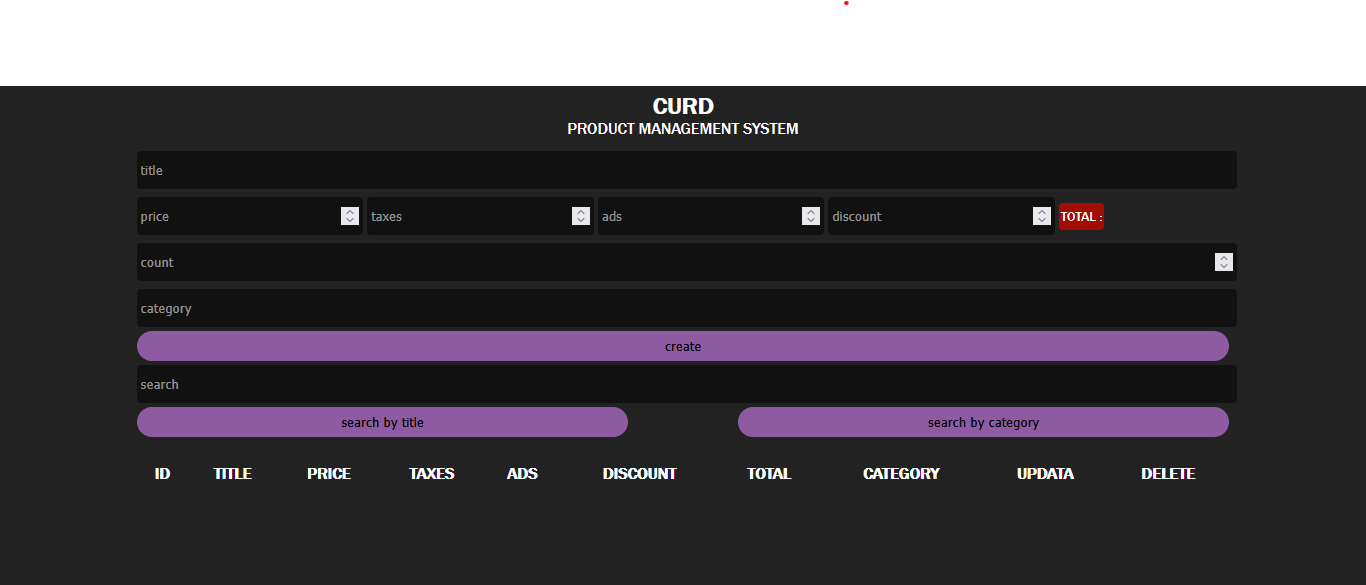 CURD
PRODUCT MANAGEMENT SYSTEM
title
price taxes ads discount TOTAL :
count
category
create
search
search by title search by category
ID TITLE PRICE TAXES ADS DISCOUNT TOTAL CATEGORY UPDATA DELETE